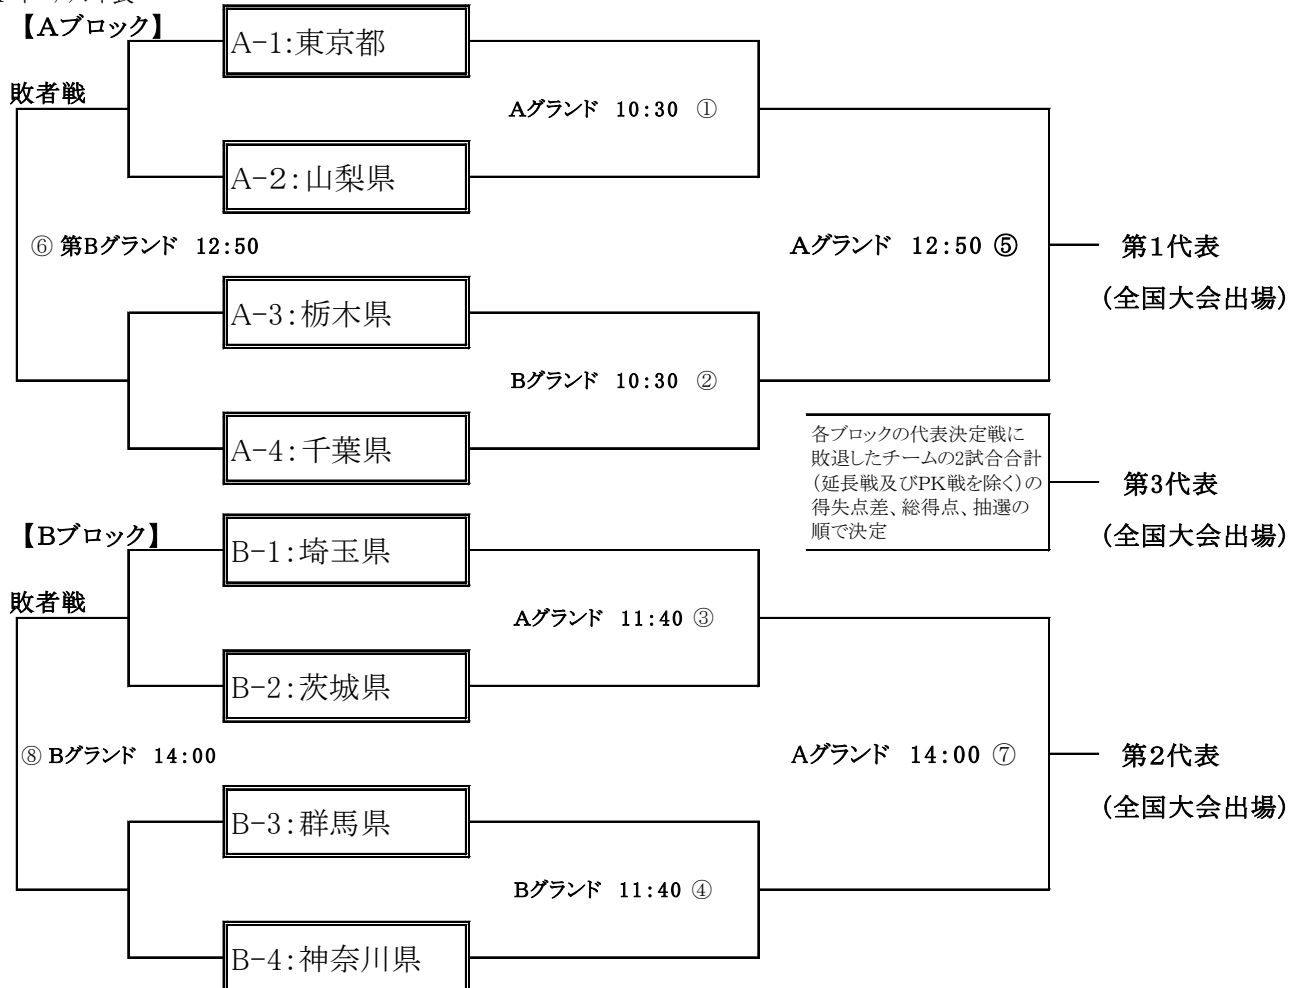 【Aブロック】
A-1:東京都
敗者戦
Aグランド 10:30 ①
A-2:山梨県
⑥ 第Bグランド 12:50
Aグランド 12:50 ⑤
第1代表
(全国大会出場)
A-3:栃木県
Bグランド 10:30 ②
A-4:千葉県
各ブロックの代表決定戦に
敗退したチームの2試合合計
(延長戦及びPK戦を除く)の
得失点差、総得点、抽選の
順で決定
第3代表
(全国大会出場)
【Bブロック】
B-1:埼玉県
敗者戦
Aグランド 11:40 ③
B-2:茨城県
⑧ Bグランド 14:00
Aグランド 14:00 ⑦
第2代表
(全国大会出場)
B-3:群馬県
Bグランド 11:40 ④
B-4:神奈川県